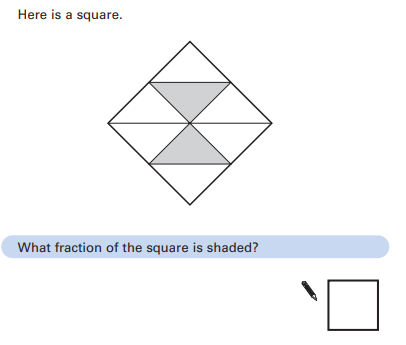 Here is a square.
What fraction of the square is shaded?